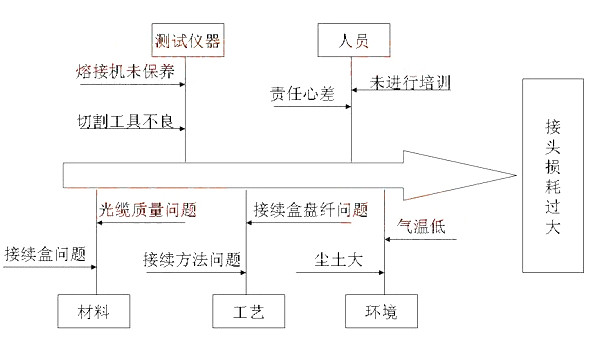 测试仪器
人员
熔接机未保养
未进行培训
责任心差
切割工具不良
接头损耗过大
光缆质量问题
接续盒盘纤问题
气温低
接续盒问题
接续方法问题
尘土大
材料
工艺
环境